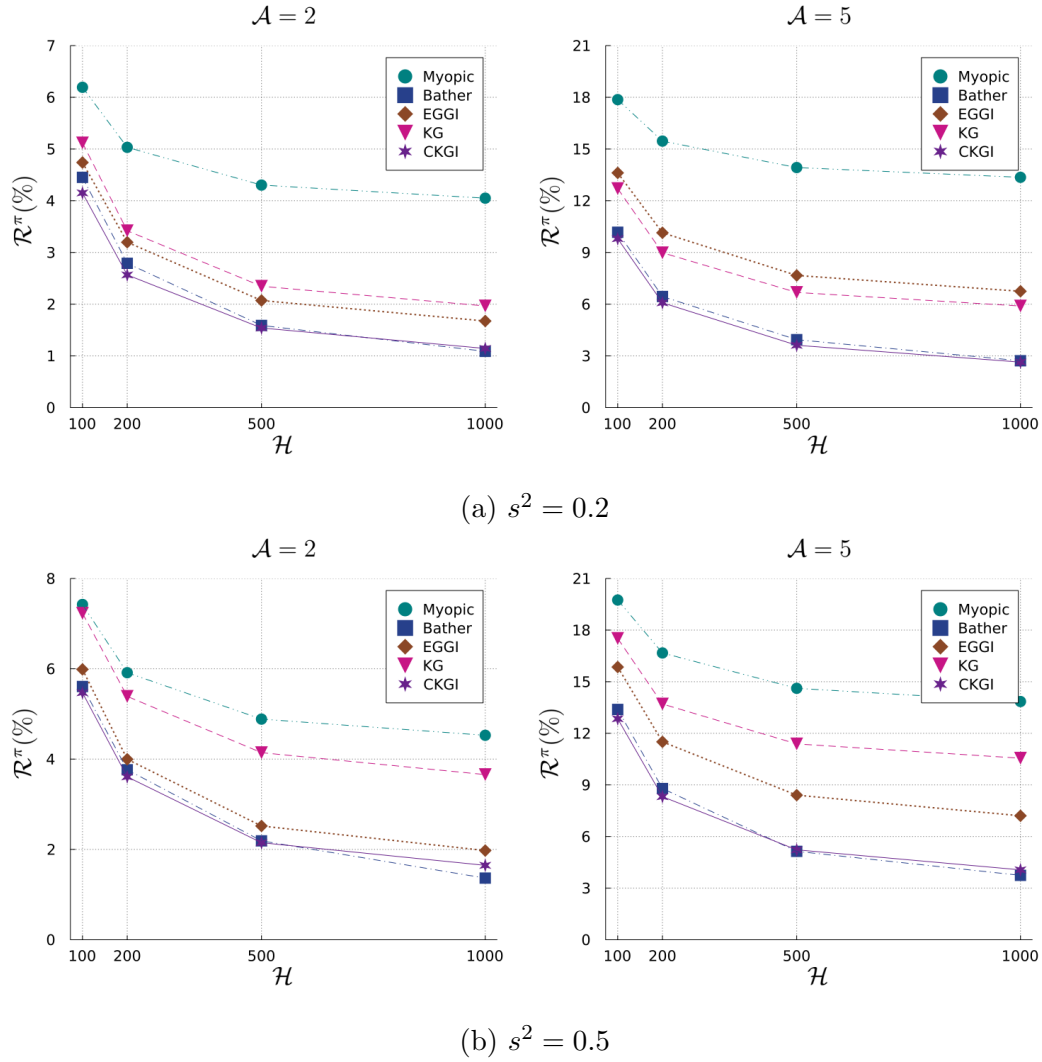 𝒜 = 2
7
6
5
4
3
2
1
0
ℛ^π(%)
100 200 500 1000
ℋ
Myopic
Bather
EGGI
KG
CKGI
𝒜 = 5
21
18
15
12
9
6
3
0
ℛ^π(%)
100 200 500 1000
ℋ
Myopic
Bather
EGGI
KG
CKGI
(a) s² = 0.2
𝒜 = 2
8
6
4
2
0
ℛ^π(%)
100 200 500 1000
ℋ
Myopic
Bather
EGGI
KG
CKGI
𝒜 = 5
21
18
15
12
9
6
3
0
ℛ^π(%)
100 200 500 1000
ℋ
Myopic
Bather
EGGI
KG
CKGI
(b) s² = 0.5